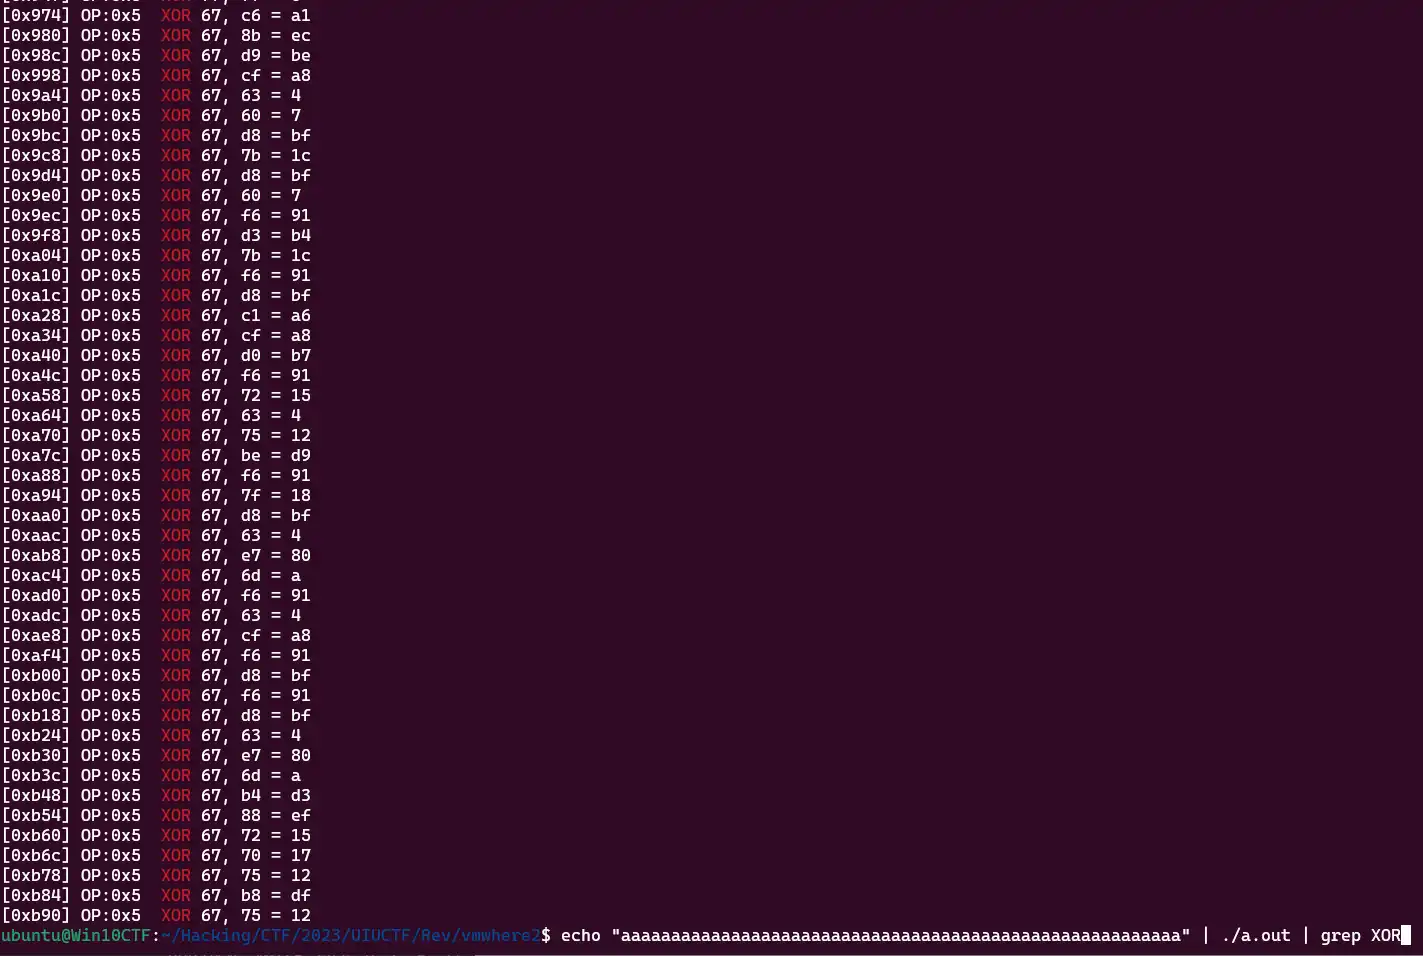 [0x974] OP:0x5  XOR 67, c6 = a1
[0x980] OP:0x5  XOR 67, 8b = ec
[0x98c] OP:0x5  XOR 67, d9 = be
[0x998] OP:0x5  XOR 67, cf = a8
[0x9a4] OP:0x5  XOR 67, 63 = 4
[0x9b0] OP:0x5  XOR 67, 60 = 7
[0x9bc] OP:0x5  XOR 67, d8 = bf
[0x9c8] OP:0x5  XOR 67, 7b = 1c
[0x9d4] OP:0x5  XOR 67, d8 = bf
[0x9e0] OP:0x5  XOR 67, 60 = 7
[0x9ec] OP:0x5  XOR 67, f6 = 91
[0x9f8] OP:0x5  XOR 67, d3 = b4
[0xa04] OP:0x5  XOR 67, 7b = 1c
[0xa10] OP:0x5  XOR 67, f6 = 91
[0xa1c] OP:0x5  XOR 67, d8 = bf
[0xa28] OP:0x5  XOR 67, c1 = a6
[0xa34] OP:0x5  XOR 67, cf = a8
[0xa40] OP:0x5  XOR 67, d0 = b7
[0xa4c] OP:0x5  XOR 67, f6 = 91
[0xa58] OP:0x5  XOR 67, 72 = 15
[0xa64] OP:0x5  XOR 67, 63 = 4
[0xa70] OP:0x5  XOR 67, 75 = 12
[0xa7c] OP:0x5  XOR 67, be = d9
[0xa88] OP:0x5  XOR 67, f6 = 91
[0xa94] OP:0x5  XOR 67, 7f = 18
[0xaa0] OP:0x5  XOR 67, d8 = bf
[0xaac] OP:0x5  XOR 67, 63 = 4
[0xab8] OP:0x5  XOR 67, e7 = 80
[0xac4] OP:0x5  XOR 67, 6d = a
[0xad0] OP:0x5  XOR 67, f6 = 91
[0xadc] OP:0x5  XOR 67, 63 = 4
[0xae8] OP:0x5  XOR 67, cf = a8
[0xaf4] OP:0x5  XOR 67, f6 = 91
[0xb00] OP:0x5  XOR 67, d8 = bf
[0xb0c] OP:0x5  XOR 67, f6 = 91
[0xb18] OP:0x5  XOR 67, d8 = bf
[0xb24] OP:0x5  XOR 67, 63 = 4
[0xb30] OP:0x5  XOR 67, e7 = 80
[0xb3c] OP:0x5  XOR 67, 6d = a
[0xb48] OP:0x5  XOR 67, b4 = d3
[0xb54] OP:0x5  XOR 67, 88 = ef
[0xb60] OP:0x5  XOR 67, 72 = 15
[0xb6c] OP:0x5  XOR 67, 70 = 17
[0xb78] OP:0x5  XOR 67, 75 = 12
[0xb84] OP:0x5  XOR 67, b8 = df
[0xb90] OP:0x5  XOR 67, 75 = 12
ubuntu@Win10CTF:~/Hacking/CTF/2023/UIUCTF/Rev/vmwhere2$ echo "aaaaaaaaaaaaaaaaaaaaaaaaaaaaaaaaaaaaaaaaaaaaaaaaaaaaaaaa" | ./a.out | grep XOR